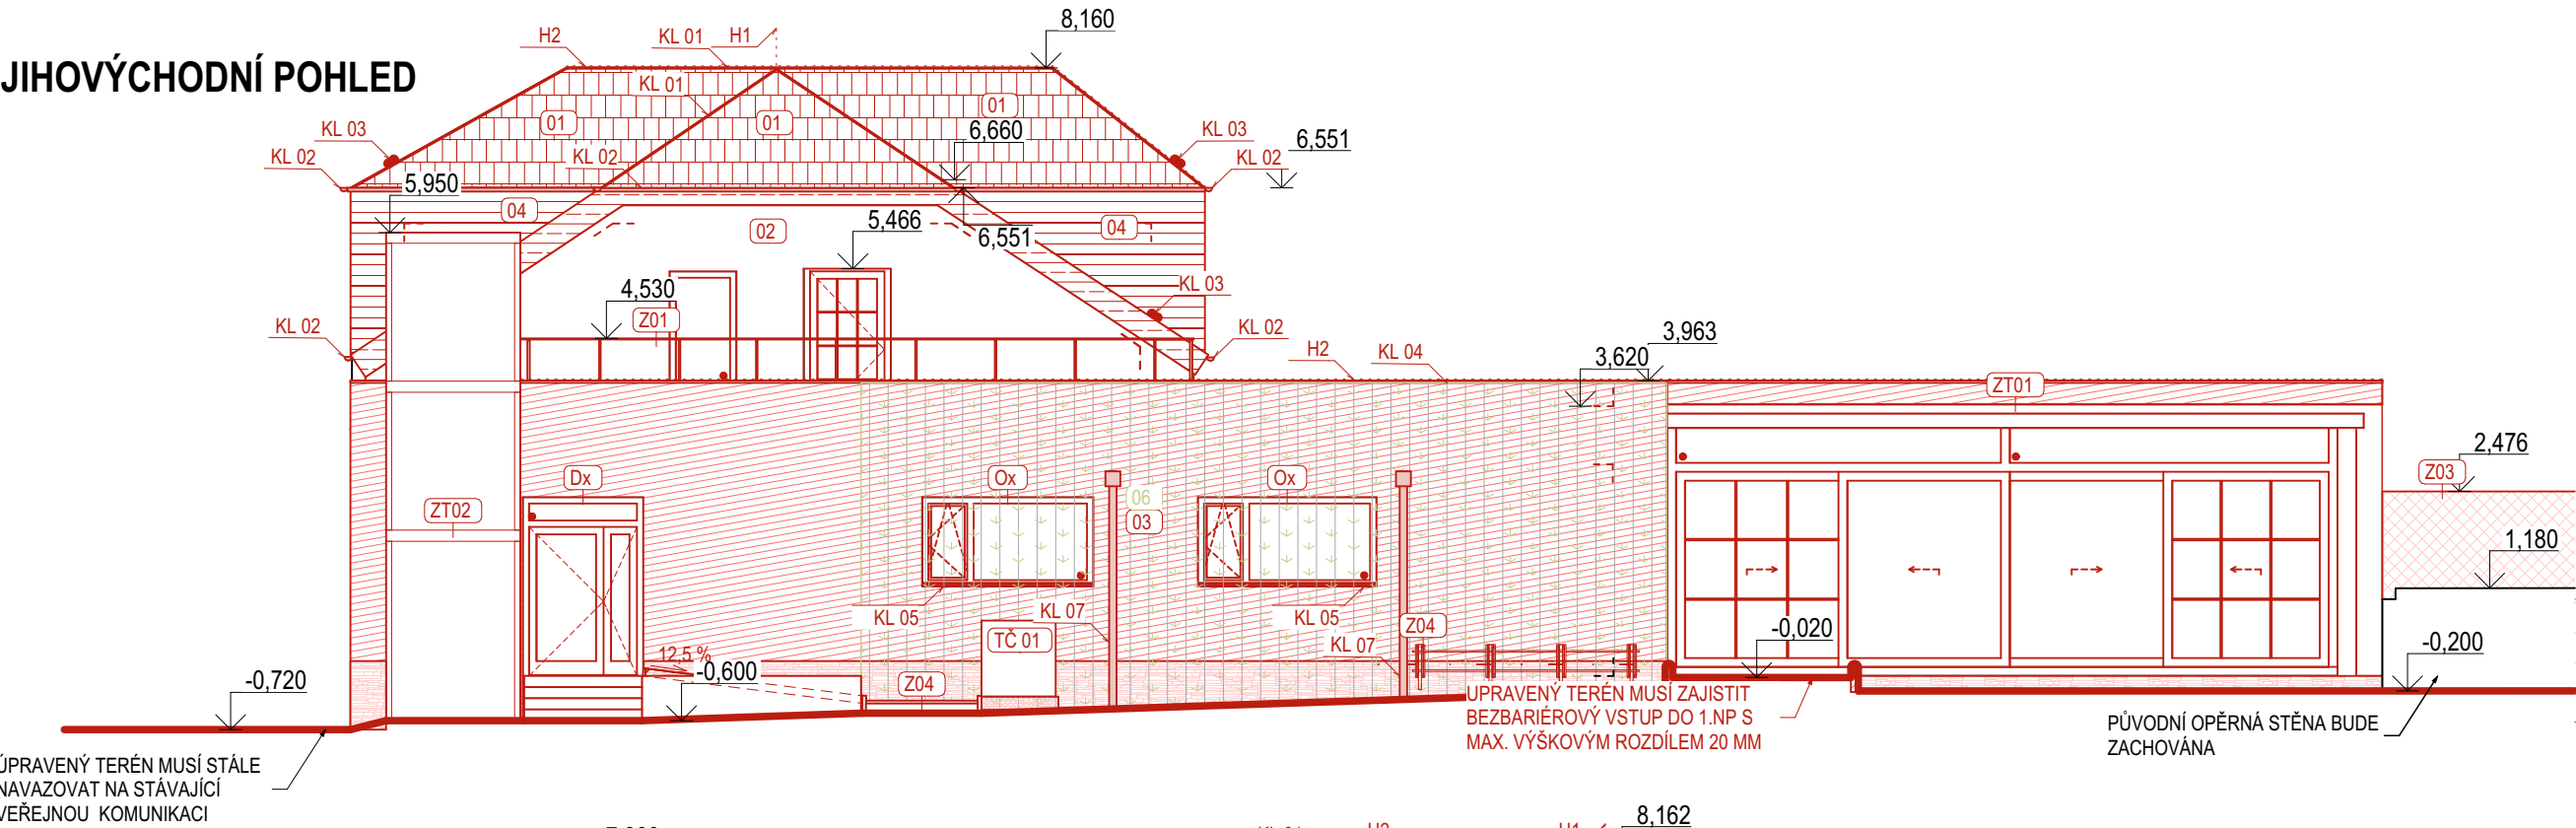 8,160
H2
KL 01
H1
JIHOVÝCHODNÍ POHLED
KL 01
01
01
01
KL 03
6,660
KL 03
6,551
KL 02
KL 02
KL 02
5,950
04
02
5,466
6,551
04
4,530
Z01
KL 03
KL 02
KL 02
H2
KL 04
3,963
3,620
ZT01
2,476
Z03
Dx
Ox
Ox
06
03
ZT02
1,180
KL 05
KL 07
KL 05
TČ 01
Z04
KL 07
-0,020
-0,200
12,5 %
-0,600
-0,720
Z04
UPRAVENÝ TERÉN MUSÍ ZAJISTIT
BEZBARIÉROVÝ VSTUP DO 1.NP S
MAX. VÝŠKOVÝM ROZDÍLEM 20 MM
PŮVODNÍ OPĚRNÁ STĚNA BUDE
ZACHOVÁNA
ÚPRAVENÝ TERÉN MUSÍ STÁLE
NAVAZOVAT NA STÁVAJÍCÍ
VEŘEJNOU KOMUNIKACI
8,162